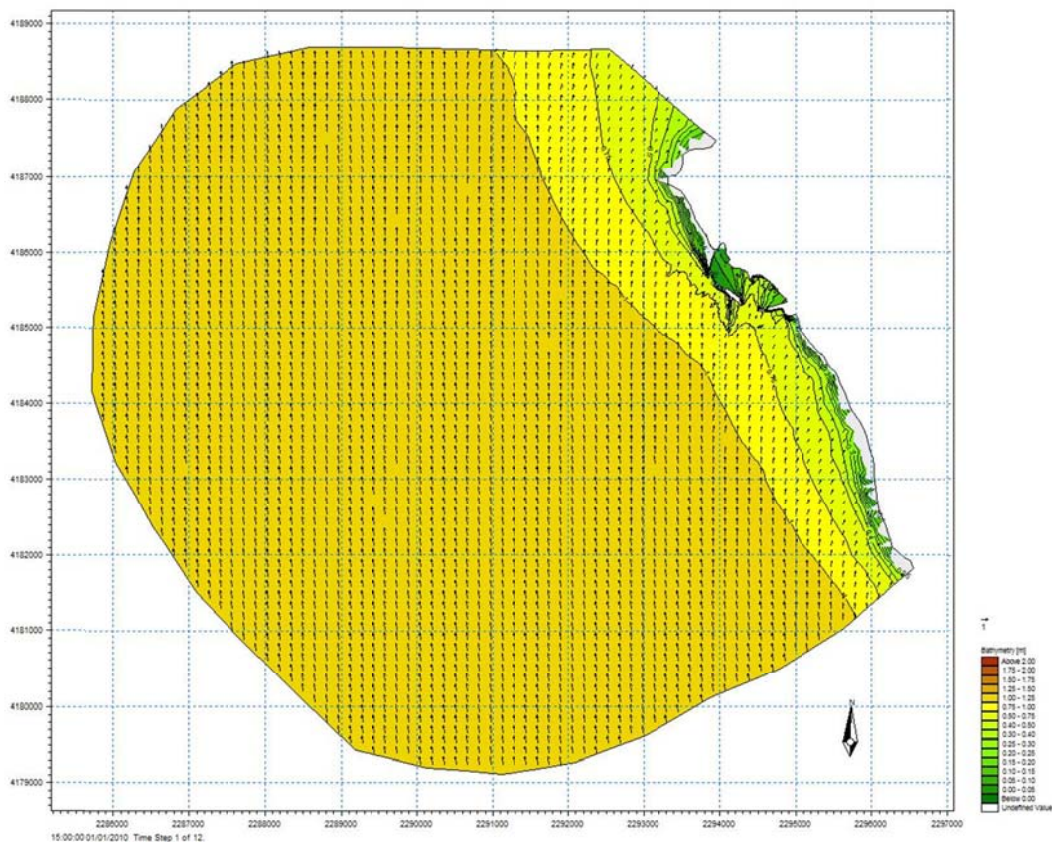 4189000
4188000
4187000
4186000
4185000
4184000
4183000
4182000
4181000
4180000
4179000
2286000 2287000 2288000 2289000 2290000 2291000 2292000 2293000 2294000 2295000 2296000 2297000
15:00:00 01/01/2010 Time Step 1 of 12.
1
N
Bathymetry [m]
Above 2.00
1.75 - 2.00
1.50 - 1.75
1.25 - 1.50
1.00 - 1.25
0.75 - 1.00
0.50 - 0.75
0.40 - 0.50
0.30 - 0.40
0.25 - 0.30
0.20 - 0.25
0.15 - 0.20
0.10 - 0.15
0.05 - 0.10
0.00 - 0.05
Below 0.00
Undefined Value